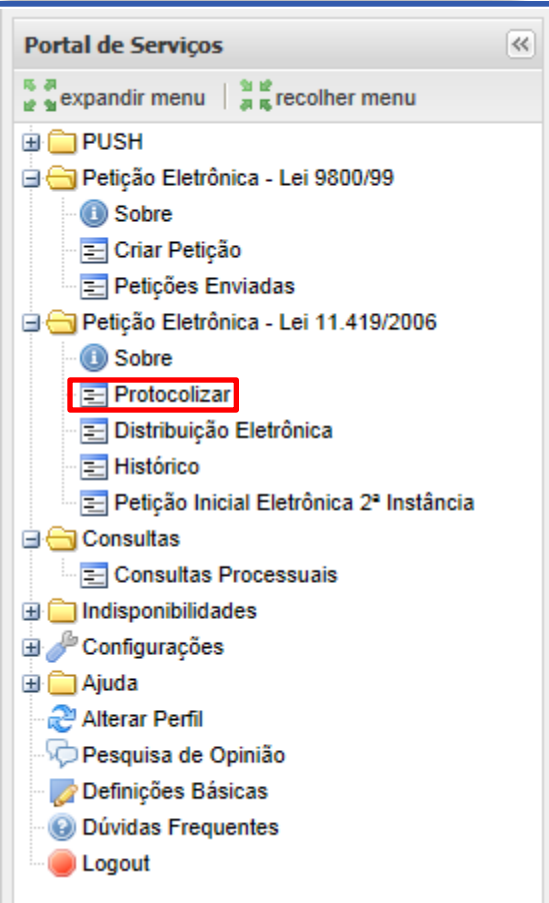 Portal de Serviços
expandir menu recolher menu
PUSH
Petição Eletrônica - Lei 9800/99
Sobre
Criar Petição
Petições Enviadas
Petição Eletrônica - Lei 11.419/2006
Sobre
Protocolizar
Distribuição Eletrônica
Histórico
Petição Inicial Eletrônica 2ª Instância
Consultas
Consultas Processuais
Indisponibilidades
Configurações
Ajuda
Alterar Perfil
Pesquisa de Opinião
Definições Básicas
Dúvidas Frequentes
Logout